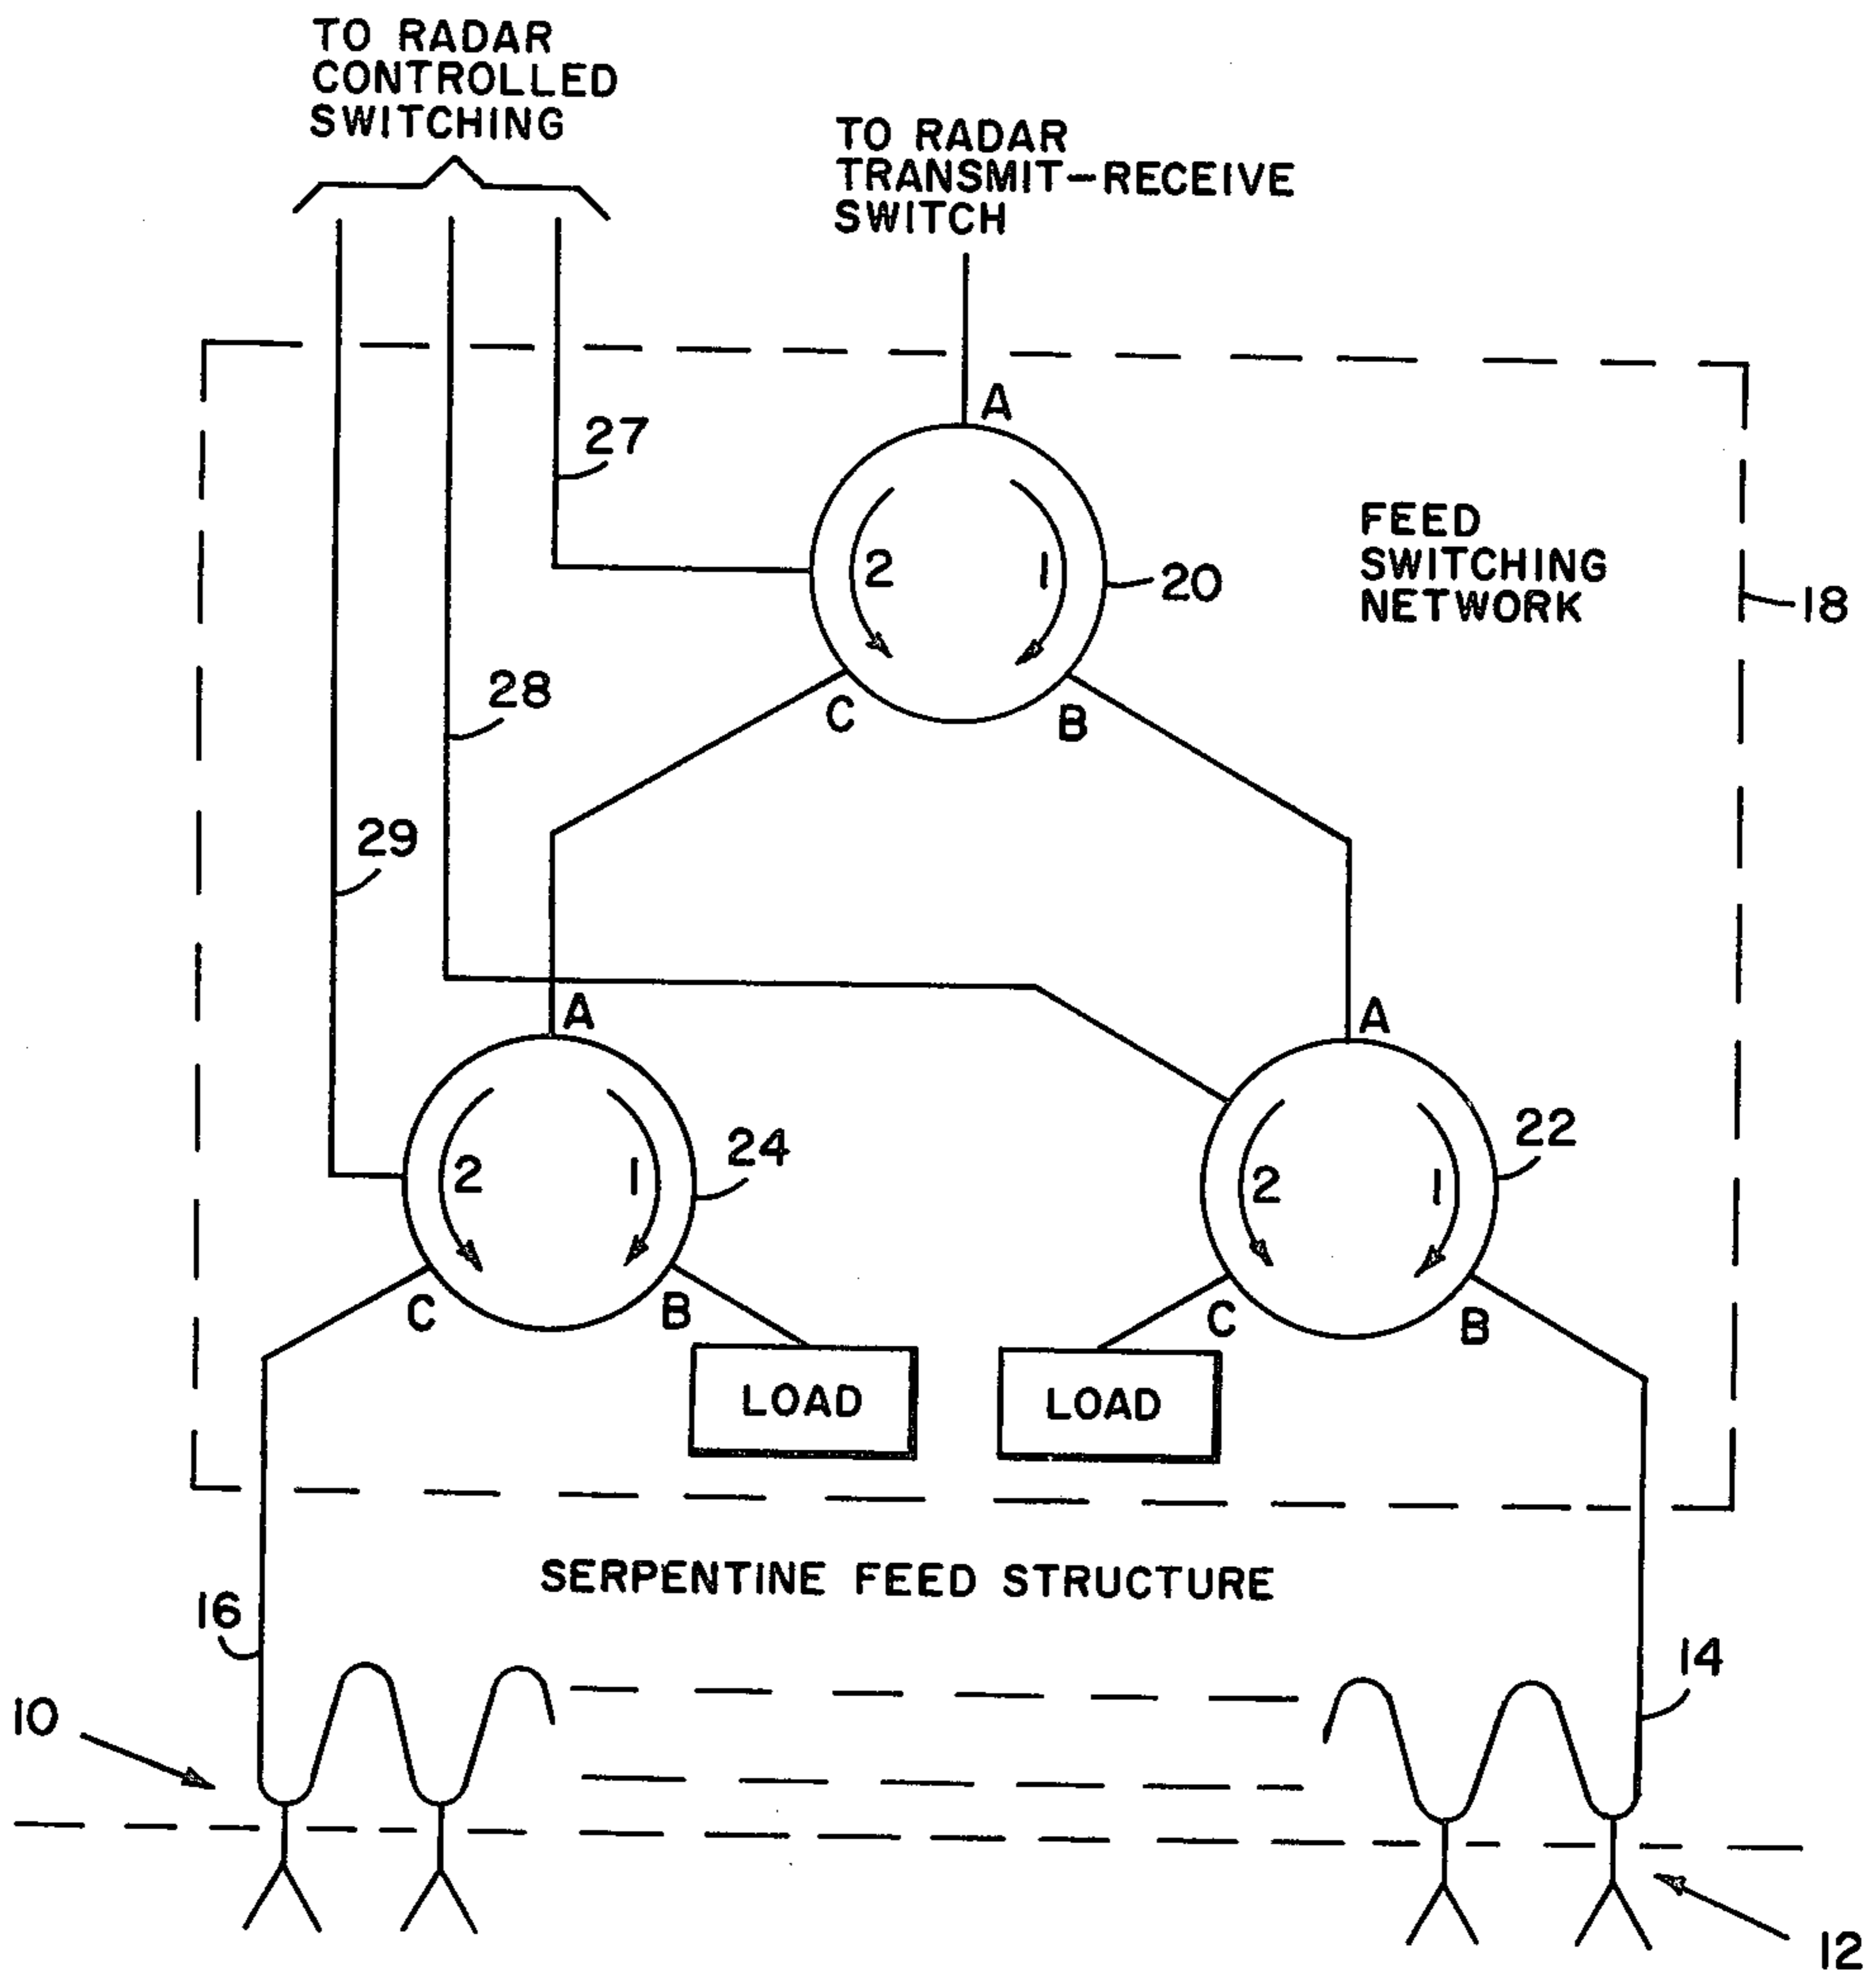 TO RADAR
CONTROLLED
SWITCHING
TO RADAR
TRANSMIT-RECEIVE
SWITCH
A
27
2
1
20
FEED
SWITCHING
NETWORK
18
28
C
B
29
A
A
2
1
24
2
1
22
C
B
C
B
LOAD
LOAD
SERPENTINE FEED STRUCTURE
16
14
10
12